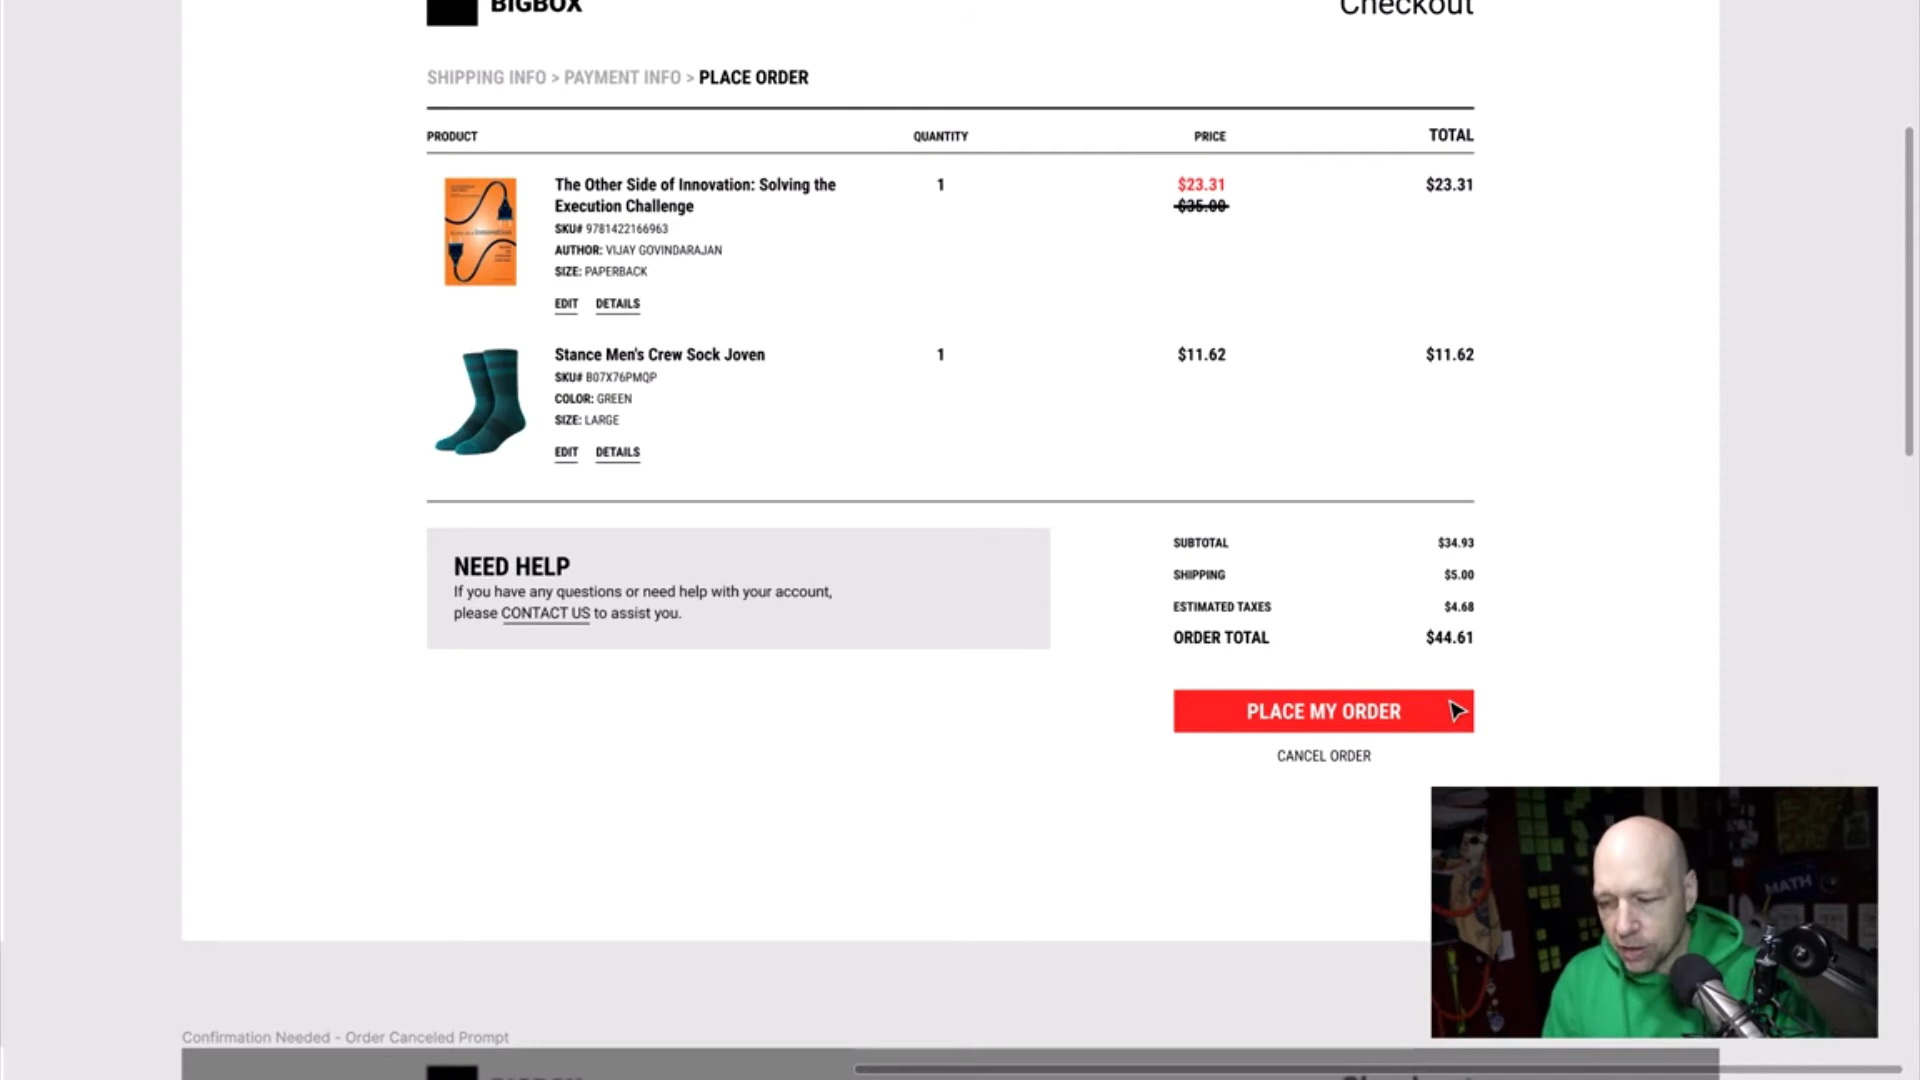 BIGBOX
Checkout
SHIPPING INFO > PAYMENT INFO > PLACE ORDER
PRODUCT QUANTITY PRICE TOTAL
The Other Side of Innovation: Solving the 1 $23.31 $23.31
Execution Challenge $35.00
SKU# 9781422166963
AUTHOR: VIJAY GOVINDARAJAN
SIZE: PAPERBACK
EDIT DETAILS
Stance Men's Crew Sock Joven 1 $11.62 $11.62
SKU# B07X76PMQP
COLOR: GREEN
SIZE: LARGE
EDIT DETAILS
NEED HELP
If you have any questions or need help with your account,
please CONTACT US to assist you.
SUBTOTAL $34.93
SHIPPING $5.00
ESTIMATED TAXES $4.68
ORDER TOTAL $44.61
PLACE MY ORDER
CANCEL ORDER
MATH
Confirmation Needed - Order Canceled Prompt